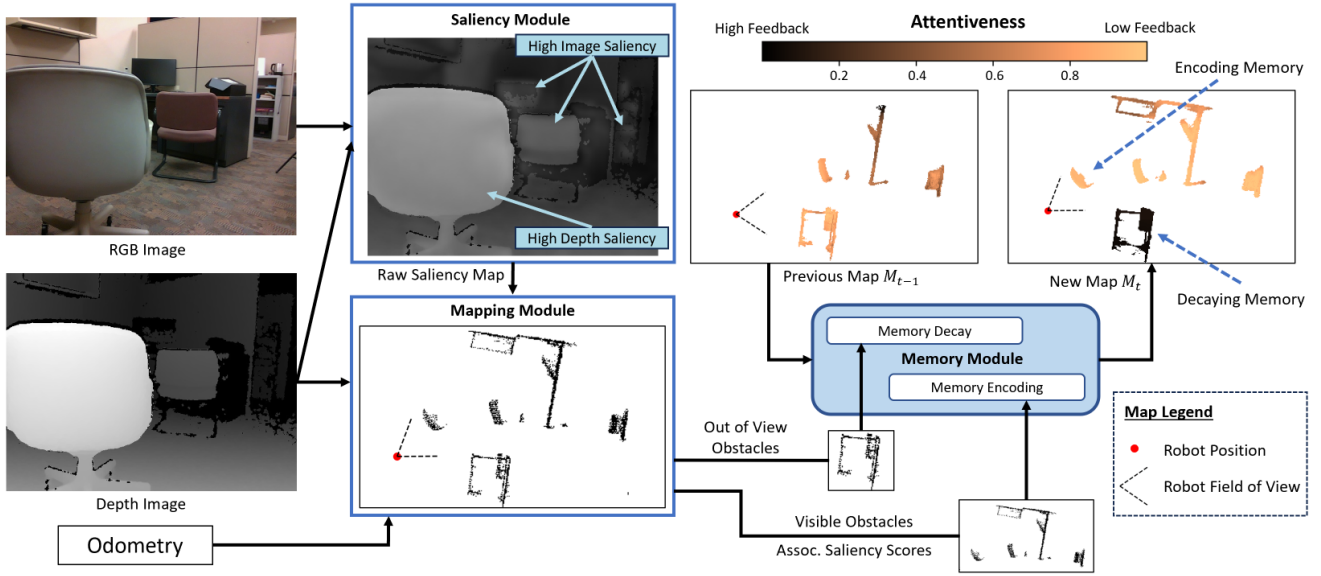 Saliency Module
High Image Saliency
High Depth Saliency
RGB Image
Raw Saliency Map
Depth Image
Odometry
Mapping Module
Attentiveness
High Feedback
Low Feedback
0.2
0.4
0.6
0.8
Encoding Memory
Previous Map M_{t−1}
New Map M_t
Decaying Memory
Memory Decay
Memory Module
Memory Encoding
Out of View
Obstacles
Visible Obstacles
Assoc. Saliency Scores
Map Legend
Robot Position
Robot Field of View